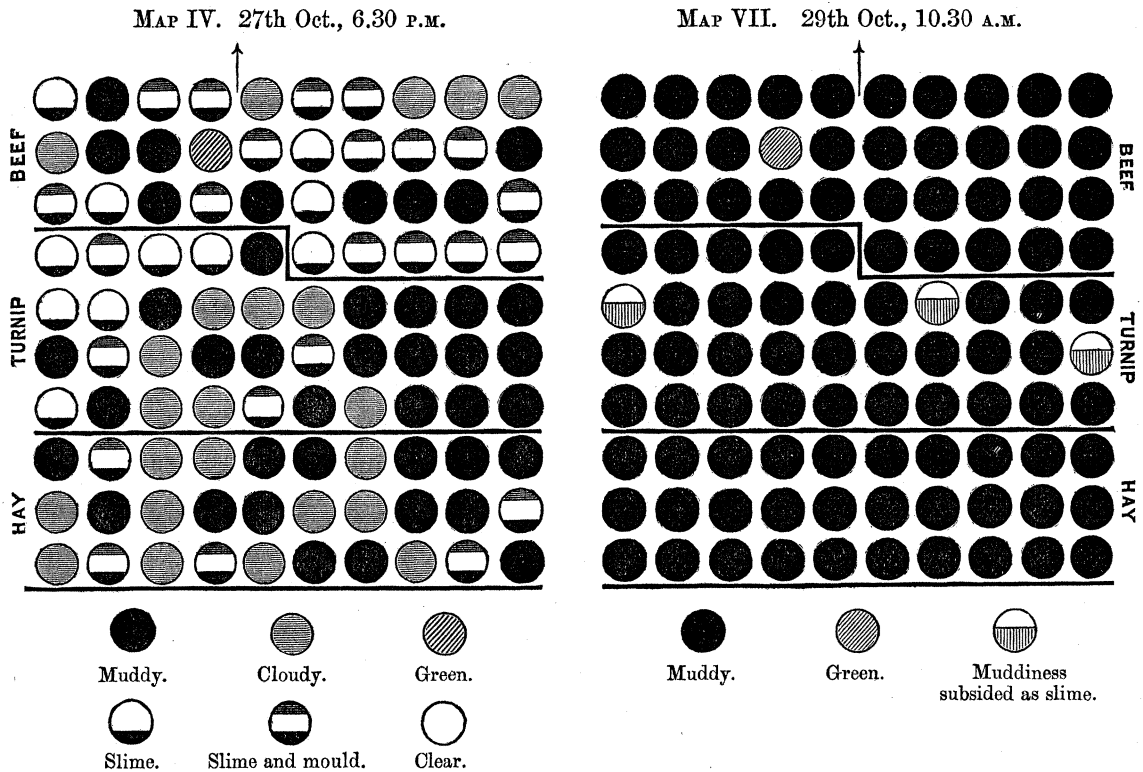 MAP IV. 27th Oct., 6.30 P.M.
BEEF
TURNIP
HAY
Muddy.
Cloudy.
Green.
Slime.
Slime and mould.
Clear.
MAP VII. 29th Oct., 10.30 A.M.
BEEF
TURNIP
HAY
Muddy.
Green.
Muddiness
subsided as slime.